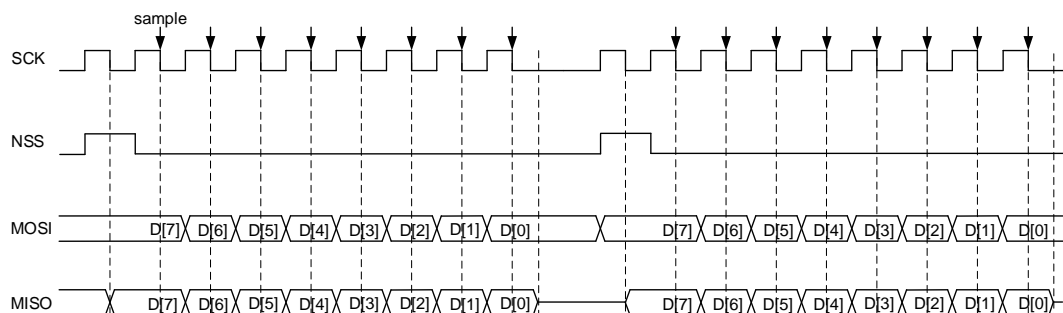 sample
SCK
NSS
MOSI D[7] D[6] D[5] D[4] D[3] D[2] D[1] D[0] D[7] D[6] D[5] D[4] D[3] D[2] D[1] D[0]
MISO D[7] D[6] D[5] D[4] D[3] D[2] D[1] D[0] D[7] D[6] D[5] D[4] D[3] D[2] D[1] D[0]